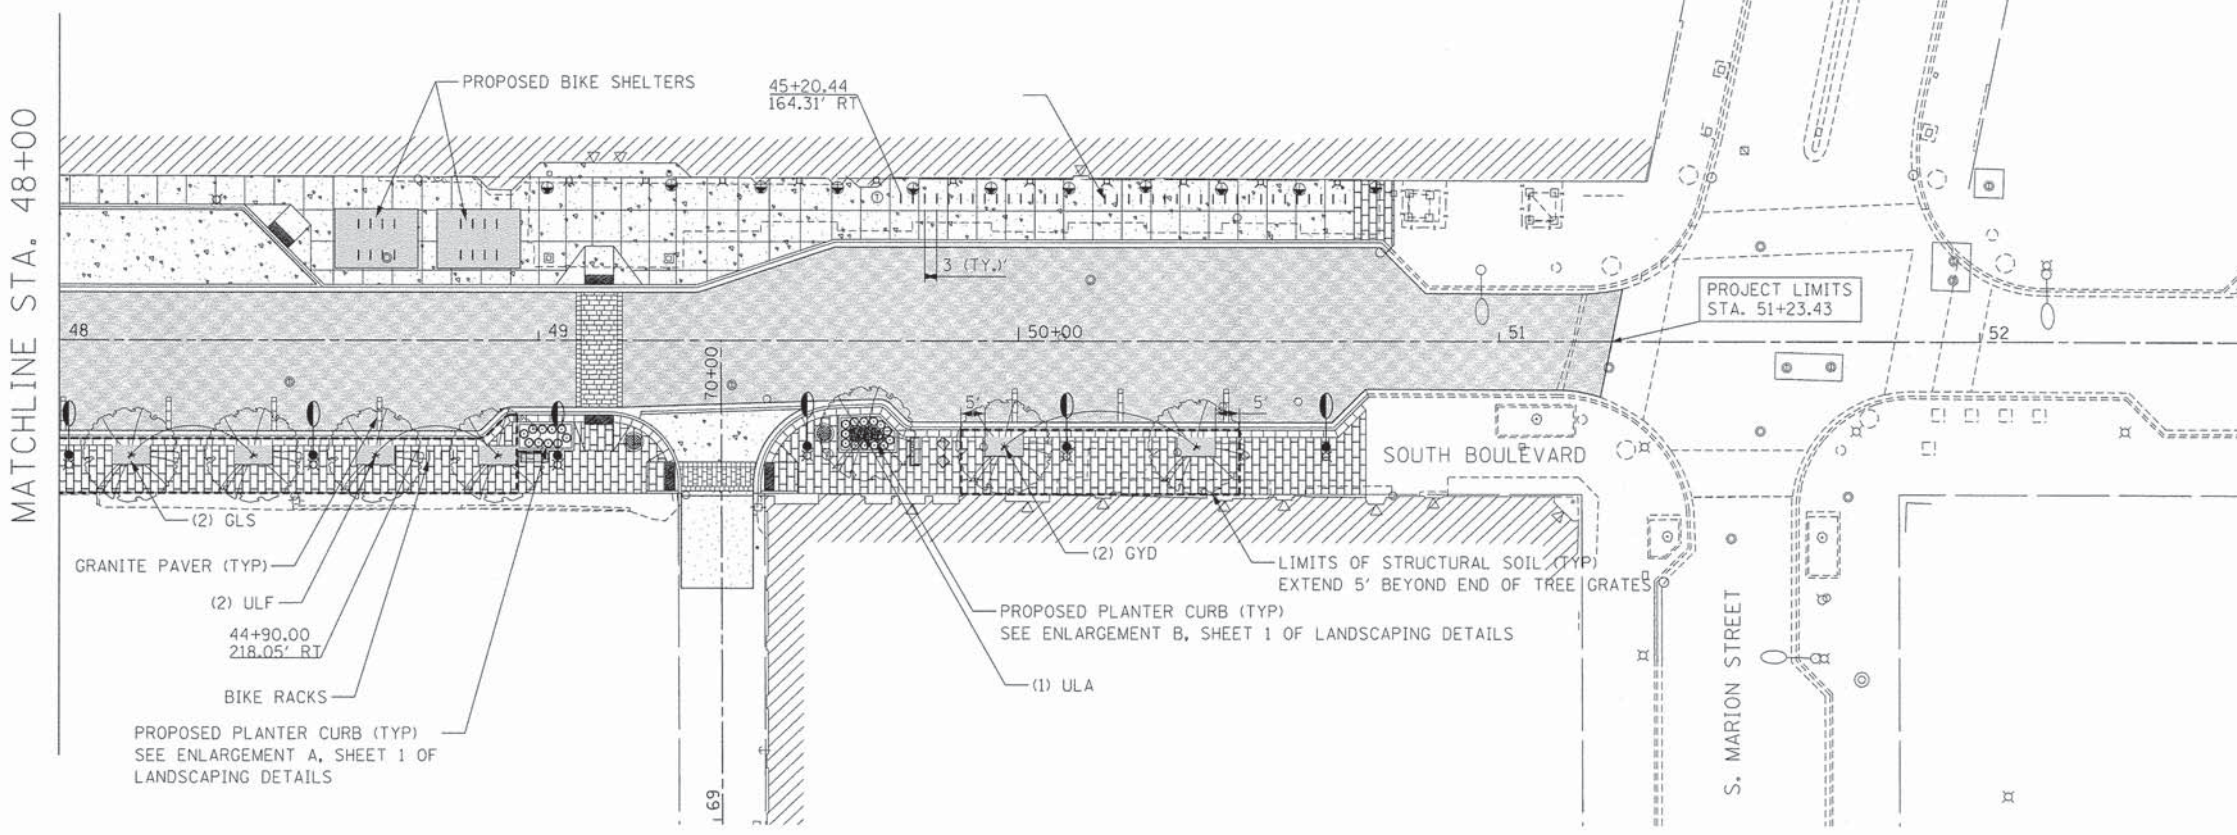 MATCHLINE STA. 48+00
PROPOSED BIKE SHELTERS
45+20.44
164.31' RT
3 (TY.)'
PROJECT LIMITS
STA. 51+23.43
48
49
50+00
51
52
70+00
5'
5'
SOUTH BOULEVARD
(2) GLS
GRANITE PAVER (TYP)
(2) ULF
44+90.00
218.05' RT
BIKE RACKS
PROPOSED PLANTER CURB (TYP)
SEE ENLARGEMENT A, SHEET 1 OF
LANDSCAPING DETAILS
(2) GYD
LIMITS OF STRUCTURAL SOIL (TYP)
EXTEND 5' BEYOND END OF TREE GRATES
PROPOSED PLANTER CURB (TYP)
SEE ENLARGEMENT B, SHEET 1 OF LANDSCAPING DETAILS
(1) ULA
S. MARION STREET
69